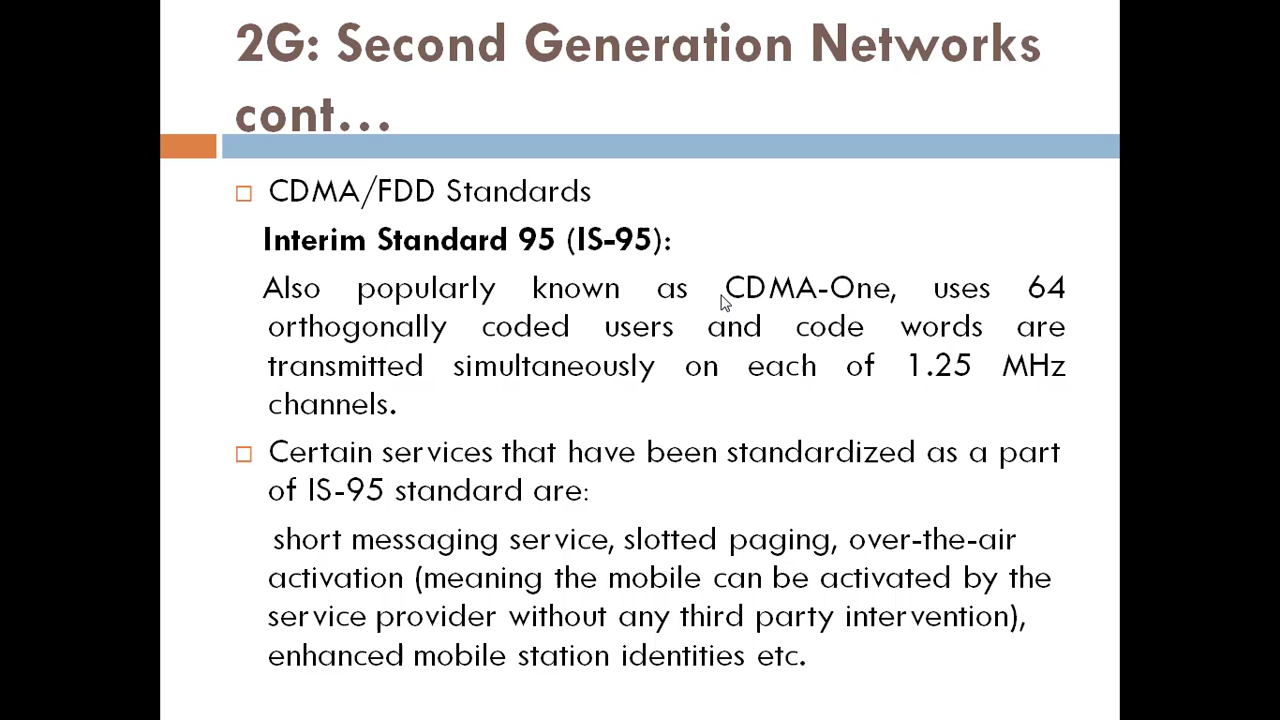 2G: Second Generation Networks
cont...
CDMA/FDD Standards
Interim Standard 95 (IS-95):
Also popularly known as CDMA-One, uses 64
orthogonally coded users and code words are
transmitted simultaneously on each of 1.25 MHz
channels.
Certain services that have been standardized as a part
of IS-95 standard are:
short messaging service, slotted paging, over-the-air
activation (meaning the mobile can be activated by the
service provider without any third party intervention),
enhanced mobile station identities etc.